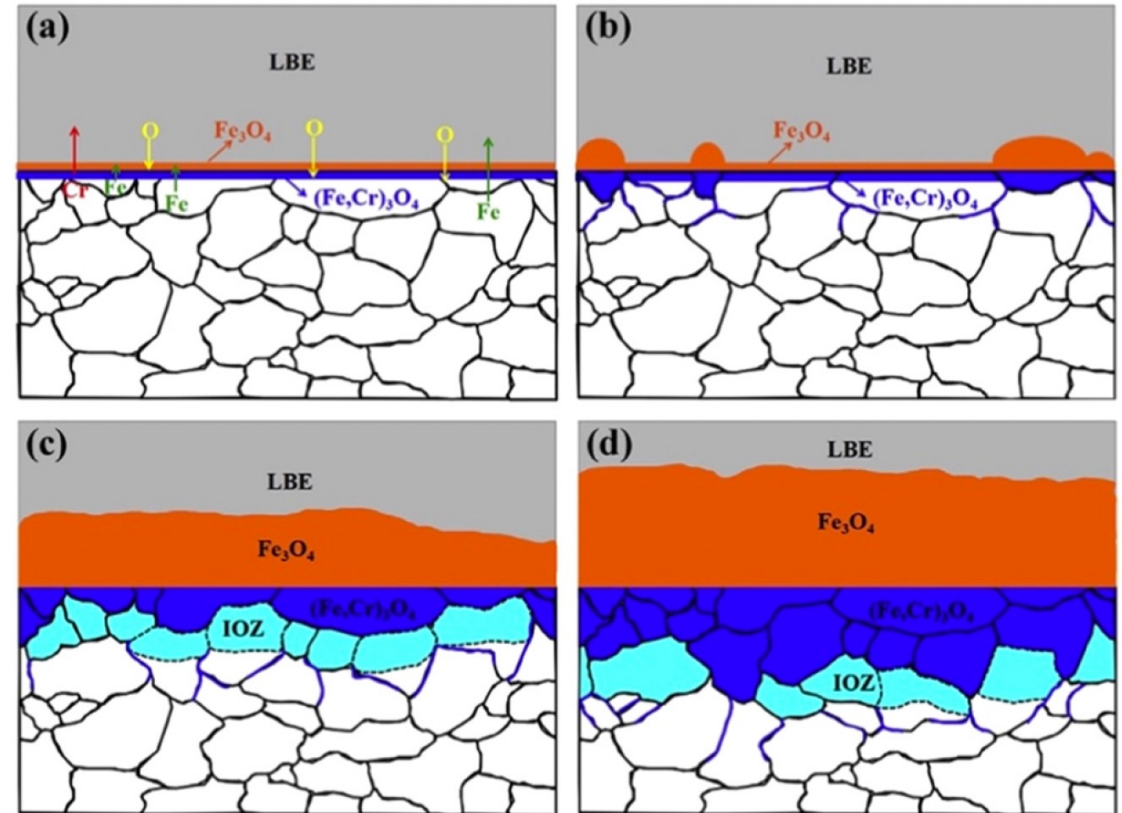 (a)
LBE
O
Fe₃O₄
O
O
Cr
Fe
Fe
(Fe,Cr)₃O₄
Fe
(b)
LBE
Fe₃O₄
(Fe,Cr)₃O₄
(c)
LBE
Fe₃O₄
(Fe,Cr)₃O₄
IOZ
(d)
LBE
Fe₃O₄
(Fe,Cr)₃O₄
IOZ